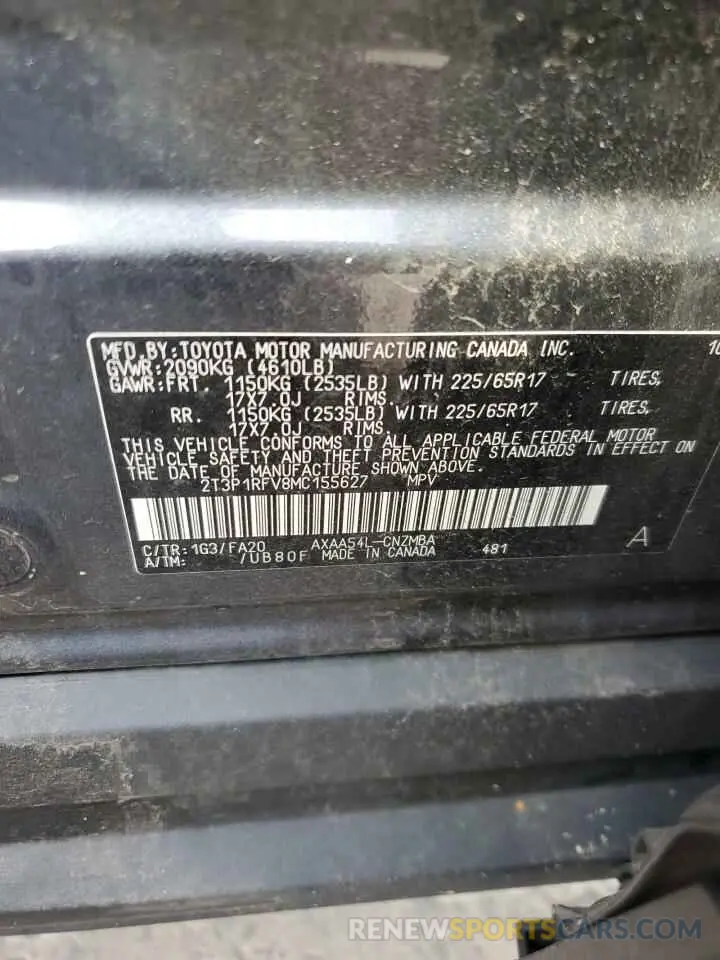 MFD. BY: TOYOTA MOTOR MANUFACTURING CANADA INC. 10
GVWR: 2090KG (4610LB)
GAWR: FRT. 1150KG (2535LB) WITH 225/65R17 TIRES,
17X7.0J RIMS.
RR. 1150KG (2535LB) WITH 225/65R17 TIRES,
17X7.0J RIMS.
THIS VEHICLE CONFORMS TO ALL APPLICABLE FEDERAL MOTOR
VEHICLE SAFETY AND THEFT PREVENTION STANDARDS IN EFFECT ON
THE DATE OF MANUFACTURE SHOWN ABOVE.
2T3P1RFV8MC155627 MPV
C/TR: 1G3/FA20 AXAA54L-CNZMBA
A/TM: /UB80F MADE IN CANADA 481 A
RENEWSPORTSCARS.COM